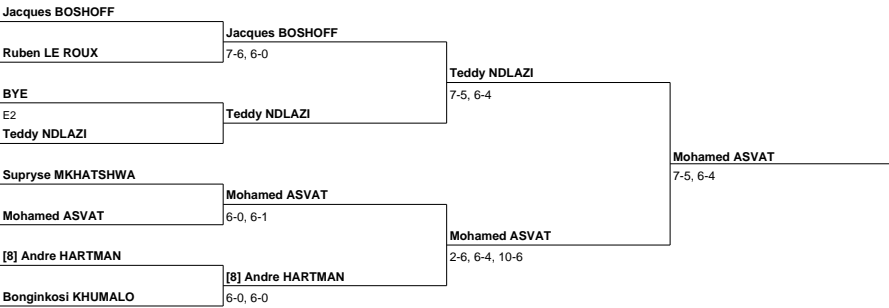 Jacques BOSHOFF
Ruben LE ROUX
BYE
E2
Teddy NDLAZI
Supryse MKHATSHWA
Mohamed ASVAT
[8] Andre HARTMAN
Bonginkosi KHUMALO
Jacques BOSHOFF
7-6, 6-0
Teddy NDLAZI
Mohamed ASVAT
6-0, 6-1
[8] Andre HARTMAN
6-0, 6-0
Teddy NDLAZI
7-5, 6-4
Mohamed ASVAT
2-6, 6-4, 10-6
Mohamed ASVAT
7-5, 6-4